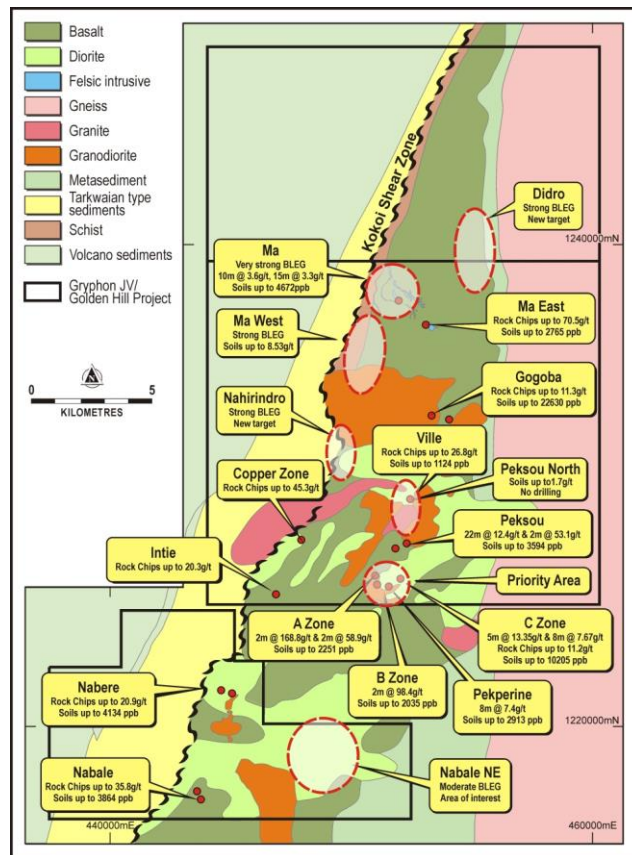 Basalt
Diorite
Felsic intrusive
Gneiss
Granite
Granodiorite
Metasediment
Tarkwaian type
sediments
Schist
Volcano sediments
Gryphon JV/
Golden Hill Project
0
5
KILOMETRES
Kokoi Shear Zone
Didro
Strong BLEG
New target
1240000mN
Ma
Very strong BLEG
10m @ 3.6g/t, 15m @ 3.3g/t
Soils up to 4672ppb
Ma East
Rock Chips up to 70.5g/t
Soils up to 2765 ppb
Ma West
Strong BLEG
Soils up to 8.53g/t
Gogoba
Rock Chips up to 11.3g/t
Soils up to 22630 ppb
Nahirindro
Strong BLEG
New target
Ville
Rock Chips up to 26.8g/t
Soils up to 1124 ppb
Copper Zone
Rock Chips up to 45.3g/t
Peksou North
Soils up to1.7g/t
No drilling
Peksou
22m @ 12.4g/t & 2m @ 53.1g/t
Soils up to 3594 ppb
Intie
Rock Chips up to 20.3g/t
Priority Area
A Zone
2m @ 168.8g/t & 2m @ 58.9g/t
Soils up to 2251 ppb
C Zone
5m @ 13.35g/t & 8m @ 7.67g/t
Rock Chips up to 11.2g/t
Soils up to 10205 ppb
B Zone
2m @ 98.4g/t
Soils up to 2035 ppb
Pekperine
8m @ 7.4g/t
Soils up to 2913 ppb
Nabere
Rock Chips up to 20.9g/t
Soils up to 4134 ppb
1220000mN
Nabale
Rock Chips up to 35.8g/t
Soils up to 3864 ppb
Nabale NE
Moderate BLEG
Area of interest
440000mE
460000mE